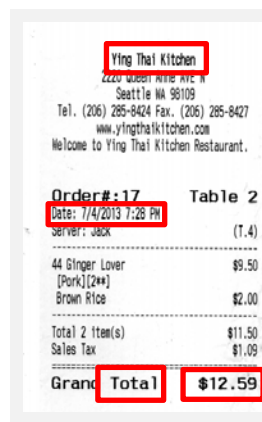 Ying Thai Kitchen
2220 Queen Anne AVE N
Seattle WA 98109
Tel. (206) 285-8424 Fax. (206) 285-8427
www.yingthaikitchen.com
Welcome to Ying Thai Kitchen Restaurant.
Order#:17 Table 2
Date: 7/4/2013 7:28 PM
Server: Jack (T.4)
44 Ginger Lover $9.50
[Pork][2**]
Brown Rice $2.00
Total 2 item(s) $11.50
Sales Tax $1.09
Grand Total $12.59